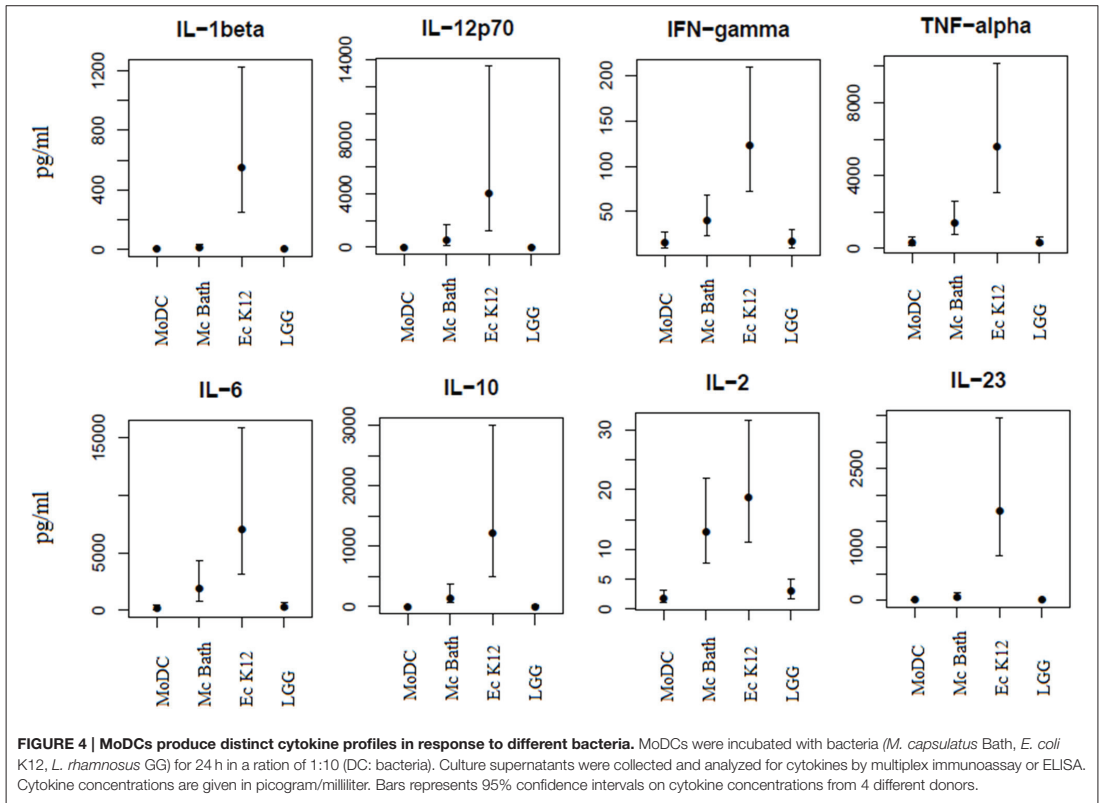 IL−1beta
IL−12p70
IFN−gamma
TNF−alpha
pg/ml
0 400 800 1200
0 4000 8000 14000
50 100 150 200
0 4000 8000
MoDC Mc Bath Ec K12 LGG
MoDC Mc Bath Ec K12 LGG
MoDC Mc Bath Ec K12 LGG
MoDC Mc Bath Ec K12 LGG
IL−6
IL−10
IL−2
IL−23
pg/ml
0 5000 15000
0 1000 2000 3000
0 5 10 20 30
0 1000 2500
MoDC Mc Bath Ec K12 LGG
MoDC Mc Bath Ec K12 LGG
MoDC Mc Bath Ec K12 LGG
MoDC Mc Bath Ec K12 LGG
FIGURE 4 | MoDCs produce distinct cytokine profiles in response to different bacteria. MoDCs were incubated with bacteria (M. capsulatus Bath, E. coli
K12, L. rhamnosus GG) for 24 h in a ration of 1:10 (DC: bacteria). Culture supernatants were collected and analyzed for cytokines by multiplex immunoassay or ELISA.
Cytokine concentrations are given in picogram/milliliter. Bars represents 95% confidence intervals on cytokine concentrations from 4 different donors.